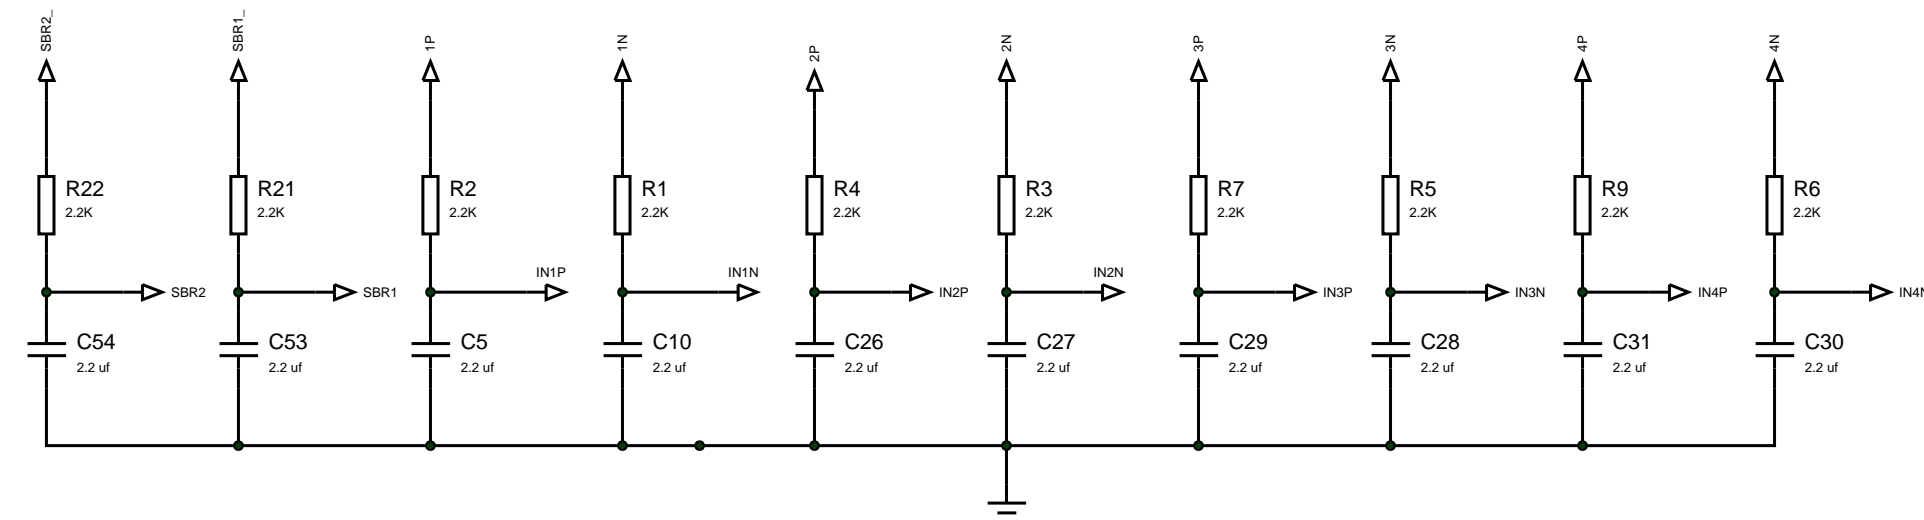 SBR2_
SBR1_
1P
1N
2P
2N
3P
3N
4P
4N
R22
2.2K
R21
2.2K
R2
2.2K
R1
2.2K
R4
2.2K
R3
2.2K
R7
2.2K
R5
2.2K
R9
2.2K
R6
2.2K
SBR2
SBR1
IN1P
IN1N
IN2P
IN2N
IN3P
IN3N
IN4P
IN4N
C54
2.2 uf
C53
2.2 uf
C5
2.2 uf
C10
2.2 uf
C26
2.2 uf
C27
2.2 uf
C29
2.2 uf
C28
2.2 uf
C31
2.2 uf
C30
2.2 uf